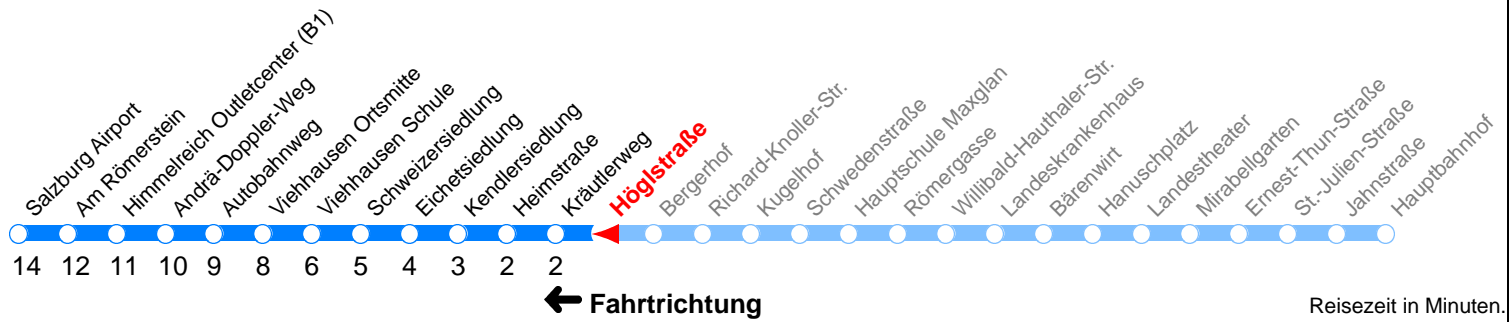 Salzburg Airport
Am Römerstein
Himmelreich Outletcenter (B1)
Andrä-Doppler-Weg
Autobahnweg
Viehhausen Ortsmitte
Viehhausen Schule
Schweizersiedlung
Eichetsiedlung
Kendlersiedlung
Heimstraße
Kräutlerweg
Höglstraße
Bergerhof
Richard-Knoller-Str.
Kugelhof
Schwedenstraße
Hauptschule Maxglan
Römergasse
Willibald-Hauthaler-Str.
Landeskrankenhaus
Bärenwirt
Hanuschplatz
Landestheater
Mirabellgarten
Ernest-Thun-Straße
St.-Julien-Straße
Jahnstraße
Hauptbahnhof
14 12 11 10 9 8 6 5 4 3 2 2
Fahrtrichtung
Reisezeit in Minuten.